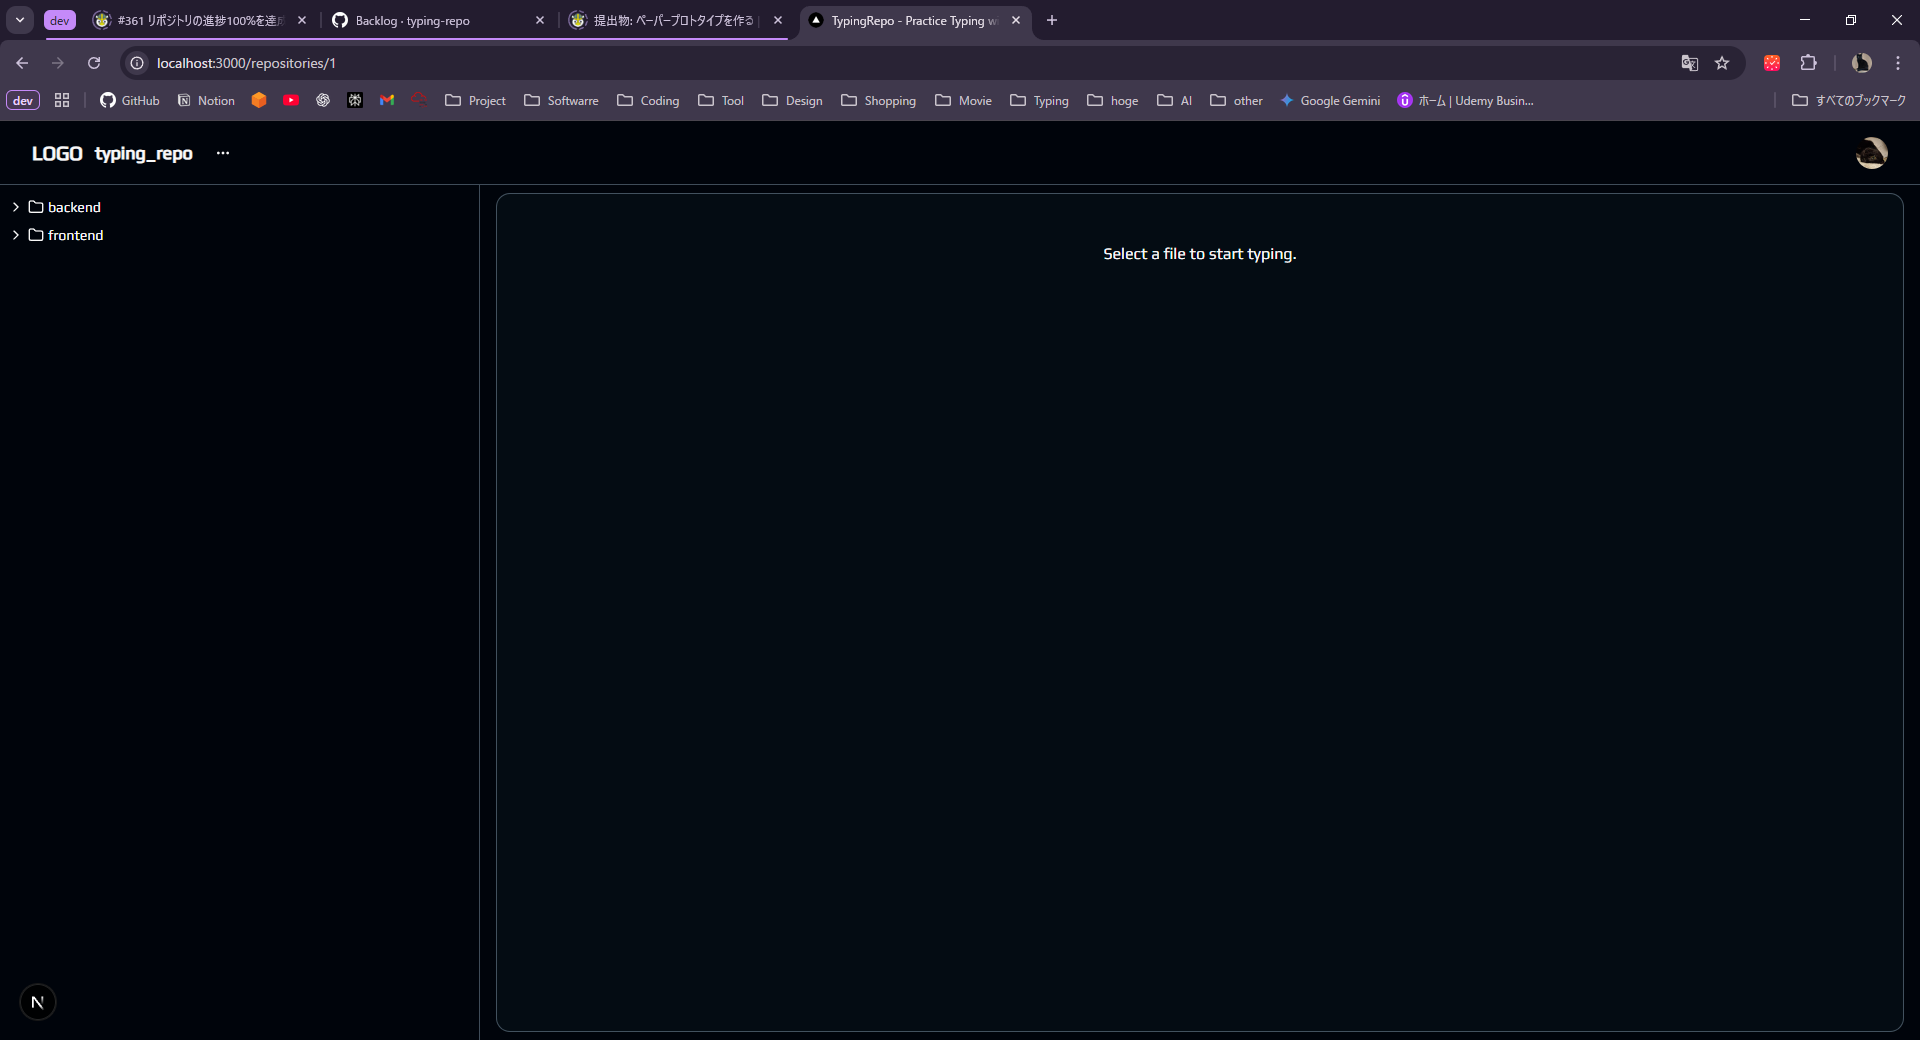 dev
#361 リポジトリの進捗100%を達成
Backlog · typing-repo
提出物: ペーパープロトタイプを作る |
TypingRepo - Practice Typing wi
localhost:3000/repositories/1
dev
GitHub
Notion
Project
Softwarre
Coding
Tool
Design
Shopping
Movie
Typing
hoge
AI
other
Google Gemini
ホーム | Udemy Busin...
すべてのブックマーク
LOGO typing_repo ...
backend
frontend
Select a file to start typing.
N